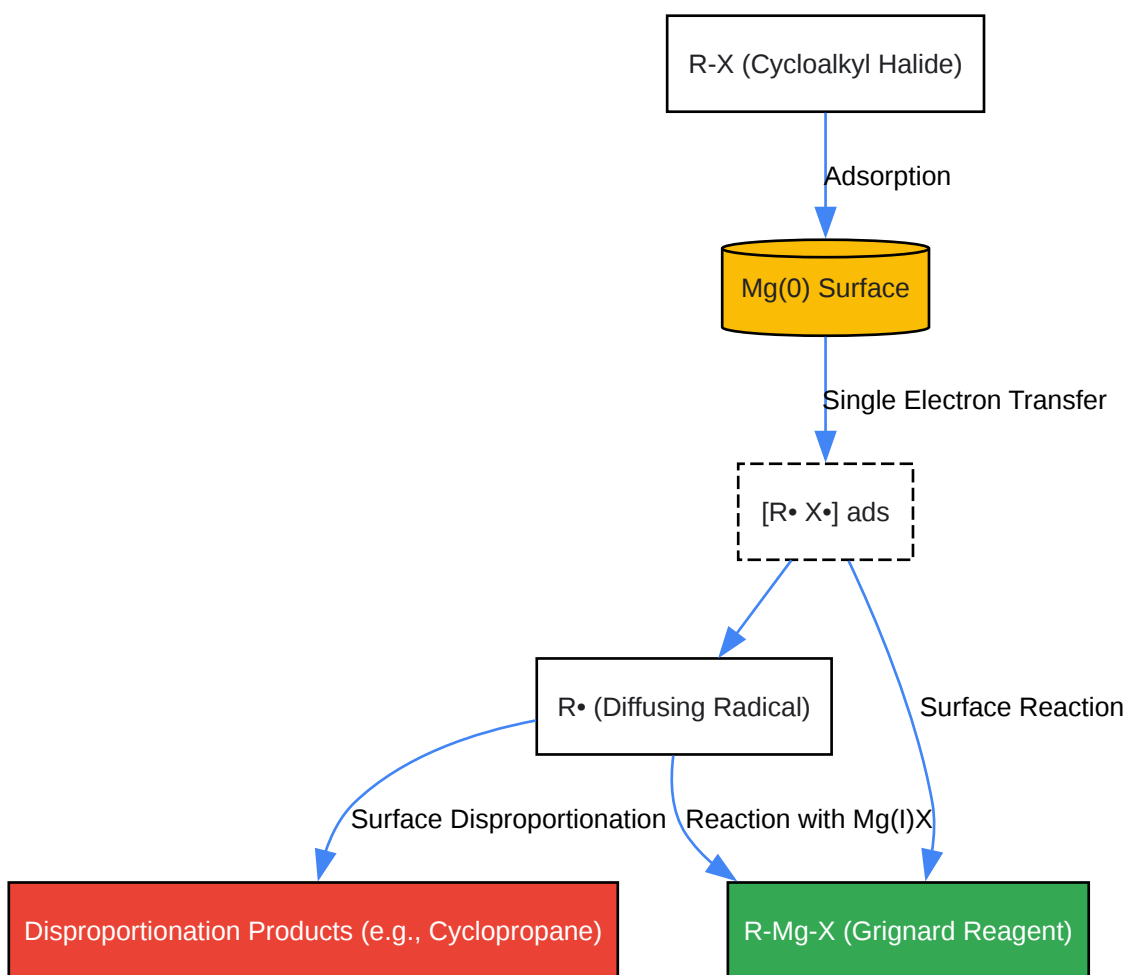 R-X (Cycloalkyl Halide)
Adsorption
Mg(0) Surface
Single Electron Transfer
[R• X•] ads
R• (Diffusing Radical)
Surface Reaction
Surface Disproportionation
Reaction with Mg(I)X
Disproportionation Products (e.g., Cyclopropane)
R-Mg-X (Grignard Reagent)